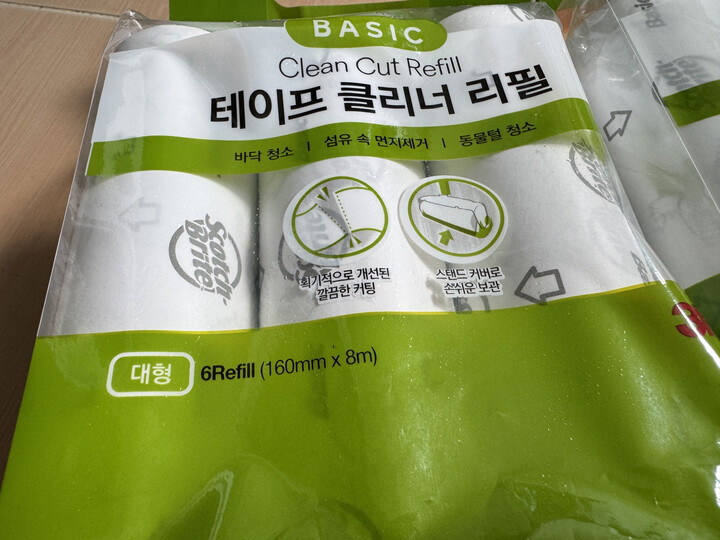 BASIC
Clean Cut Refill
테이프 클리너 리필
바닥 청소 | 섬유 속 먼지제거 | 동물털 청소
획기적으로 개선된
깔끔한 커팅
스탠드 커버로
손쉬운 보관
Scotch
Brite
대형 6Refill (160mm x 8m)